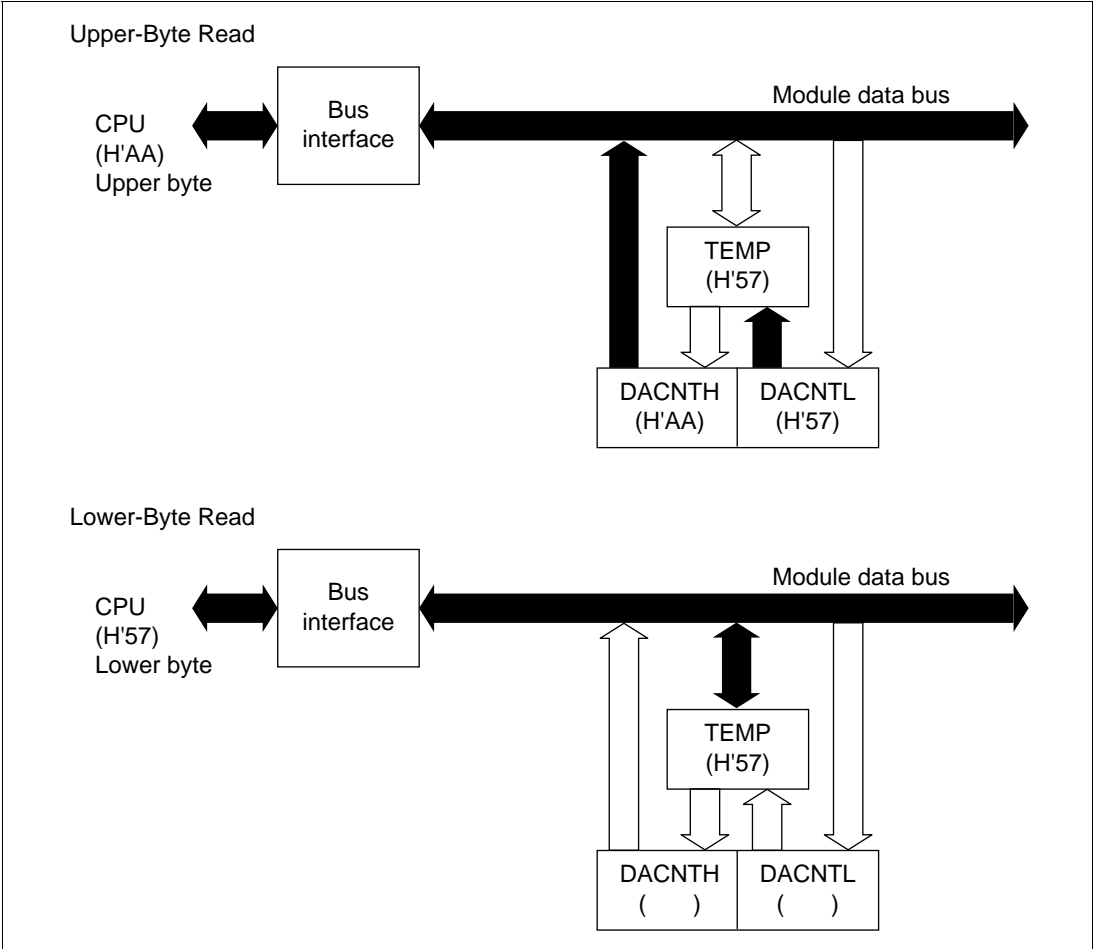 Upper-Byte Read
CPU
(H'AA)
Upper byte
Bus
interface
Module data bus
TEMP
(H'57)
DACNTH
(H'AA)
DACNTL
(H'57)
Lower-Byte Read
CPU
(H'57)
Lower byte
Bus
interface
Module data bus
TEMP
(H'57)
DACNTH
( )
DACNTL
( )